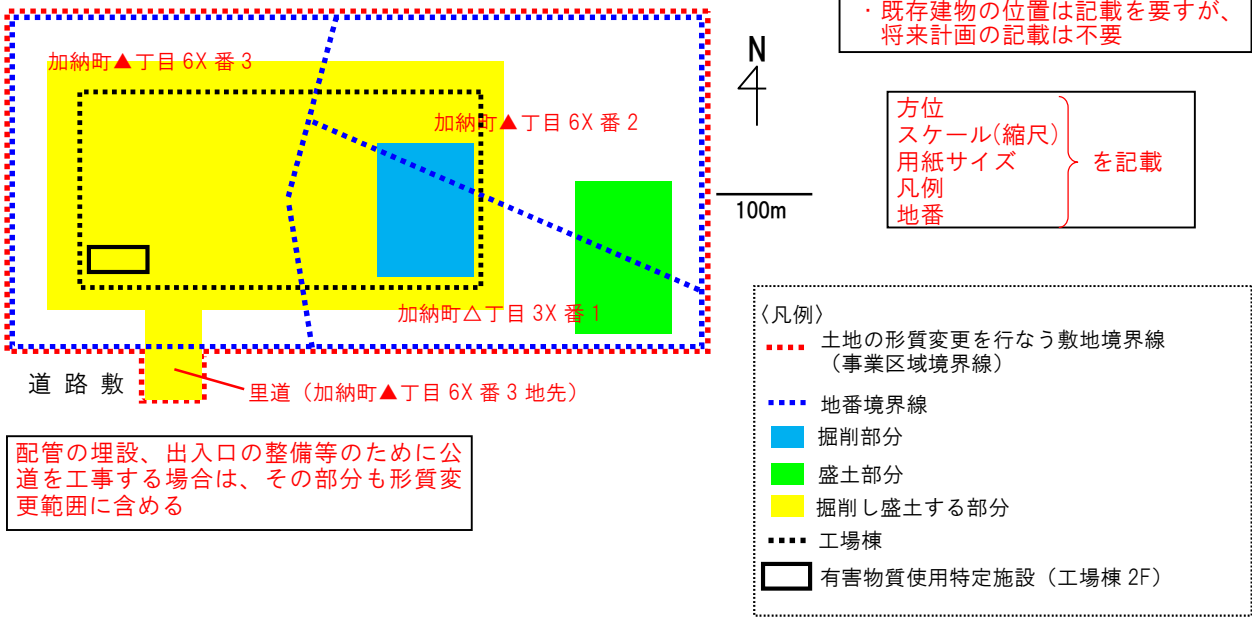 ・既存建物の位置は記載を要すが、
将来計画の記載は不要
加納町▲丁目 6X 番 3
N
加納町▲丁目 6X 番 2
方位
スケール(縮尺)
用紙サイズ
凡例
地番
を記載
100m
加納町△丁目 3X 番 1
道 路 敷
里道（加納町▲丁目 6X 番 3 地先）
配管の埋設、出入口の整備等のために公
道を工事する場合は、その部分も形質変
更範囲に含める
〈凡例〉
土地の形質変更を行なう敷地境界線
（事業区域境界線）
地番境界線
掘削部分
盛土部分
掘削し盛土する部分
工場棟
有害物質使用特定施設（工場棟 2F）